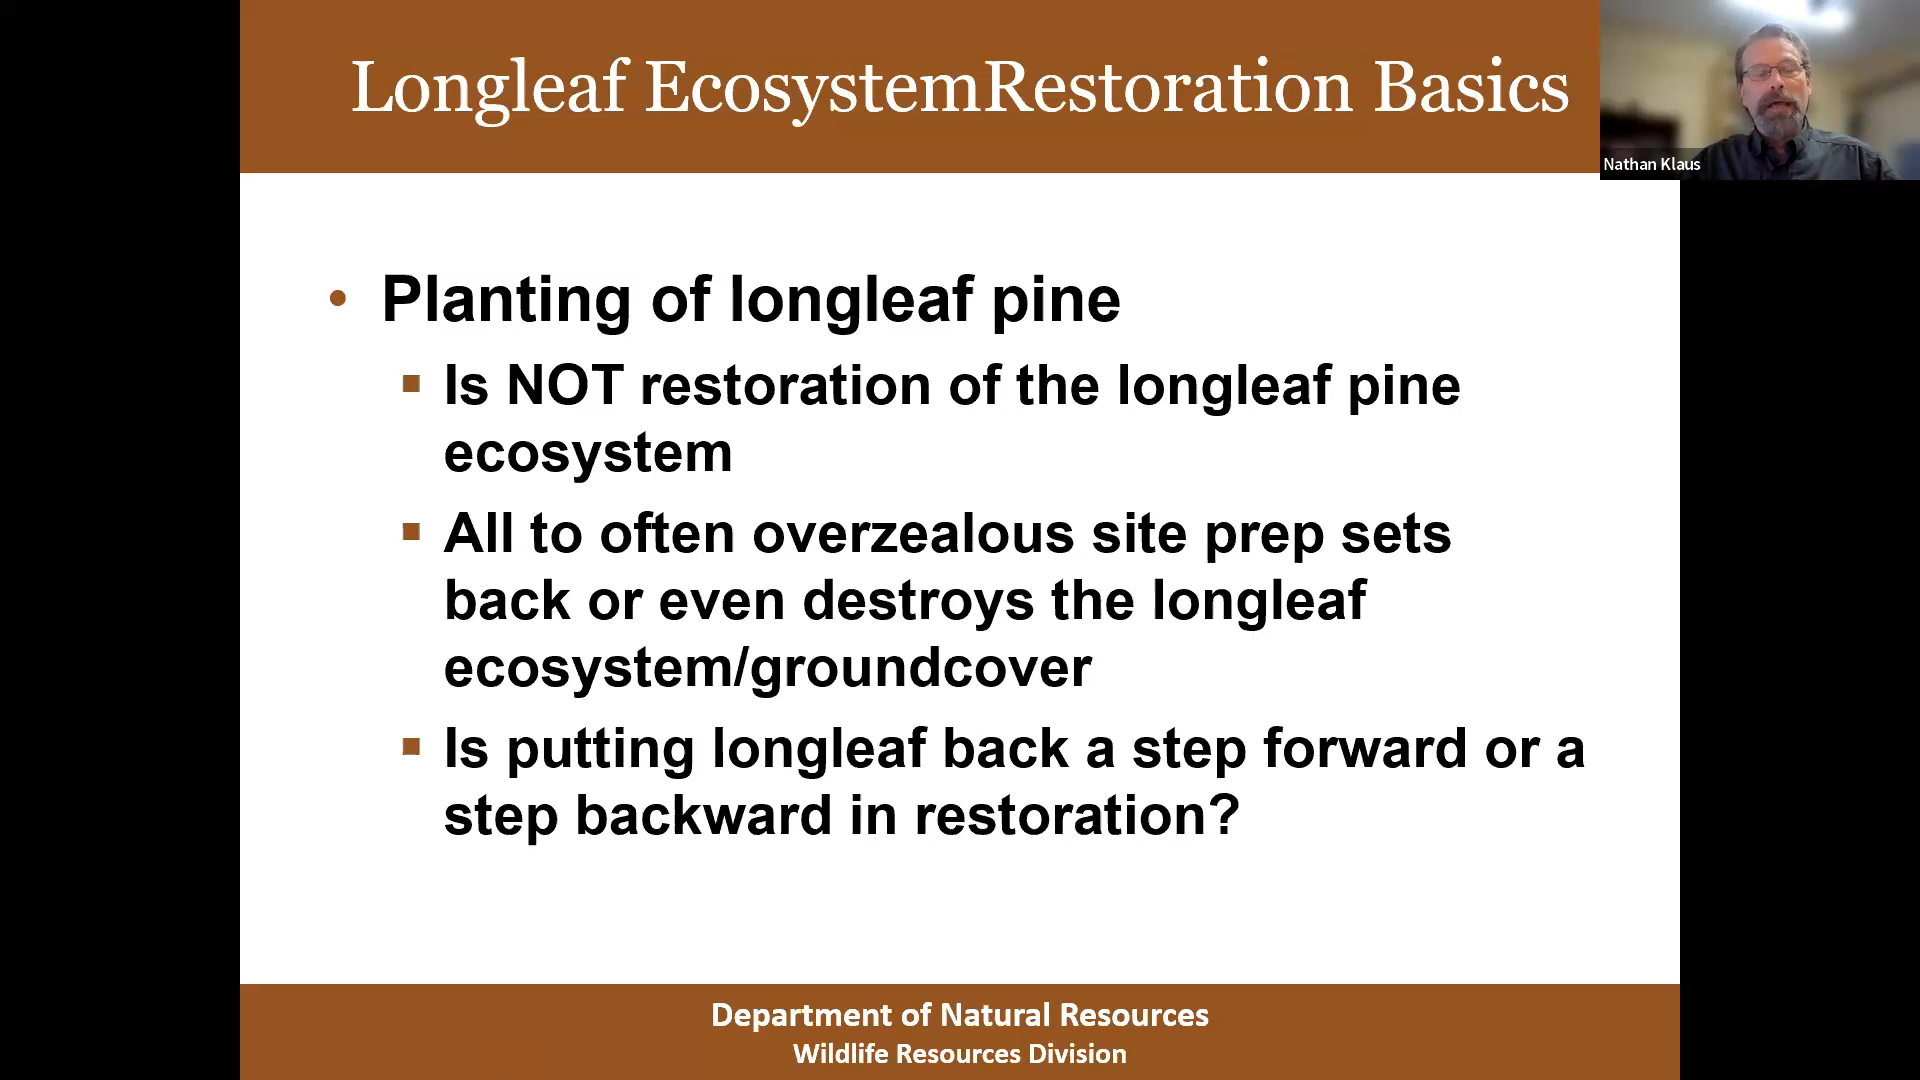 Longleaf EcosystemRestoration Basics
Nathan Klaus
• Planting of longleaf pine
▪ Is NOT restoration of the longleaf pine
ecosystem
▪ All to often overzealous site prep sets
back or even destroys the longleaf
ecosystem/groundcover
▪ Is putting longleaf back a step forward or a
step backward in restoration?
Department of Natural Resources
Wildlife Resources Division